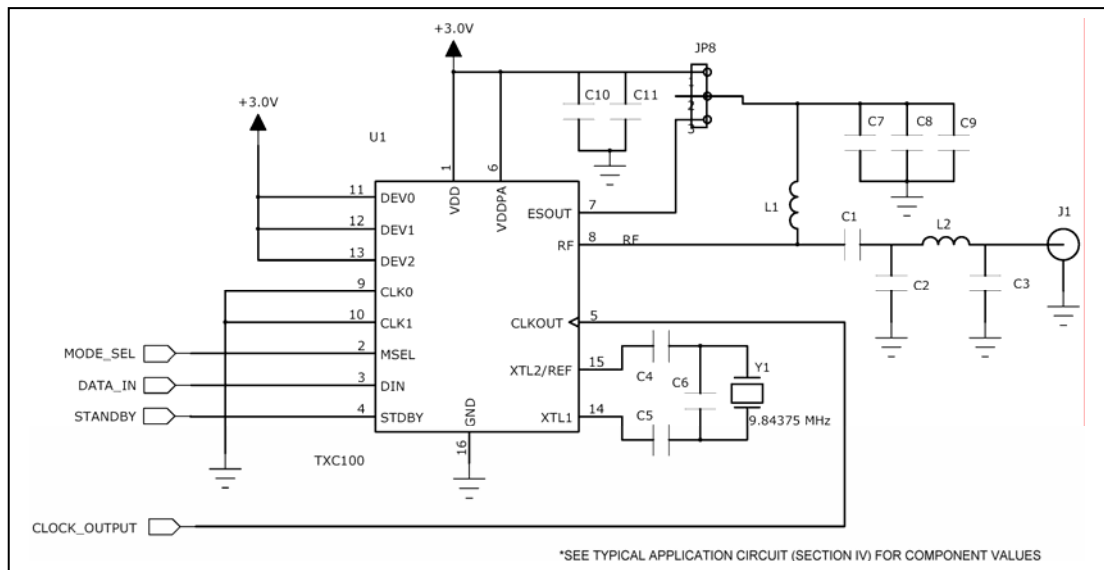 +3.0V
JP8
+3.0V
C10
C11
1
2
3
C7
C8
C9
U1
1
6
VDD
VDDPA
11
DEV0
12
DEV1
13
DEV2
9
CLK0
10
CLK1
2
MSEL
3
DIN
4
STDBY
ESOUT
7
RF
8
RF
CLKOUT
5
XTL2/REF
15
XTL1
14
GND
16
TXC100
L1
C1
L2
J1
C2
C3
C4
C6
Y1
C5
9.84375 MHz
MODE_SEL
DATA_IN
STANDBY
CLOCK_OUTPUT
*SEE TYPICAL APPLICATION CIRCUIT (SECTION IV) FOR COMPONENT VALUES